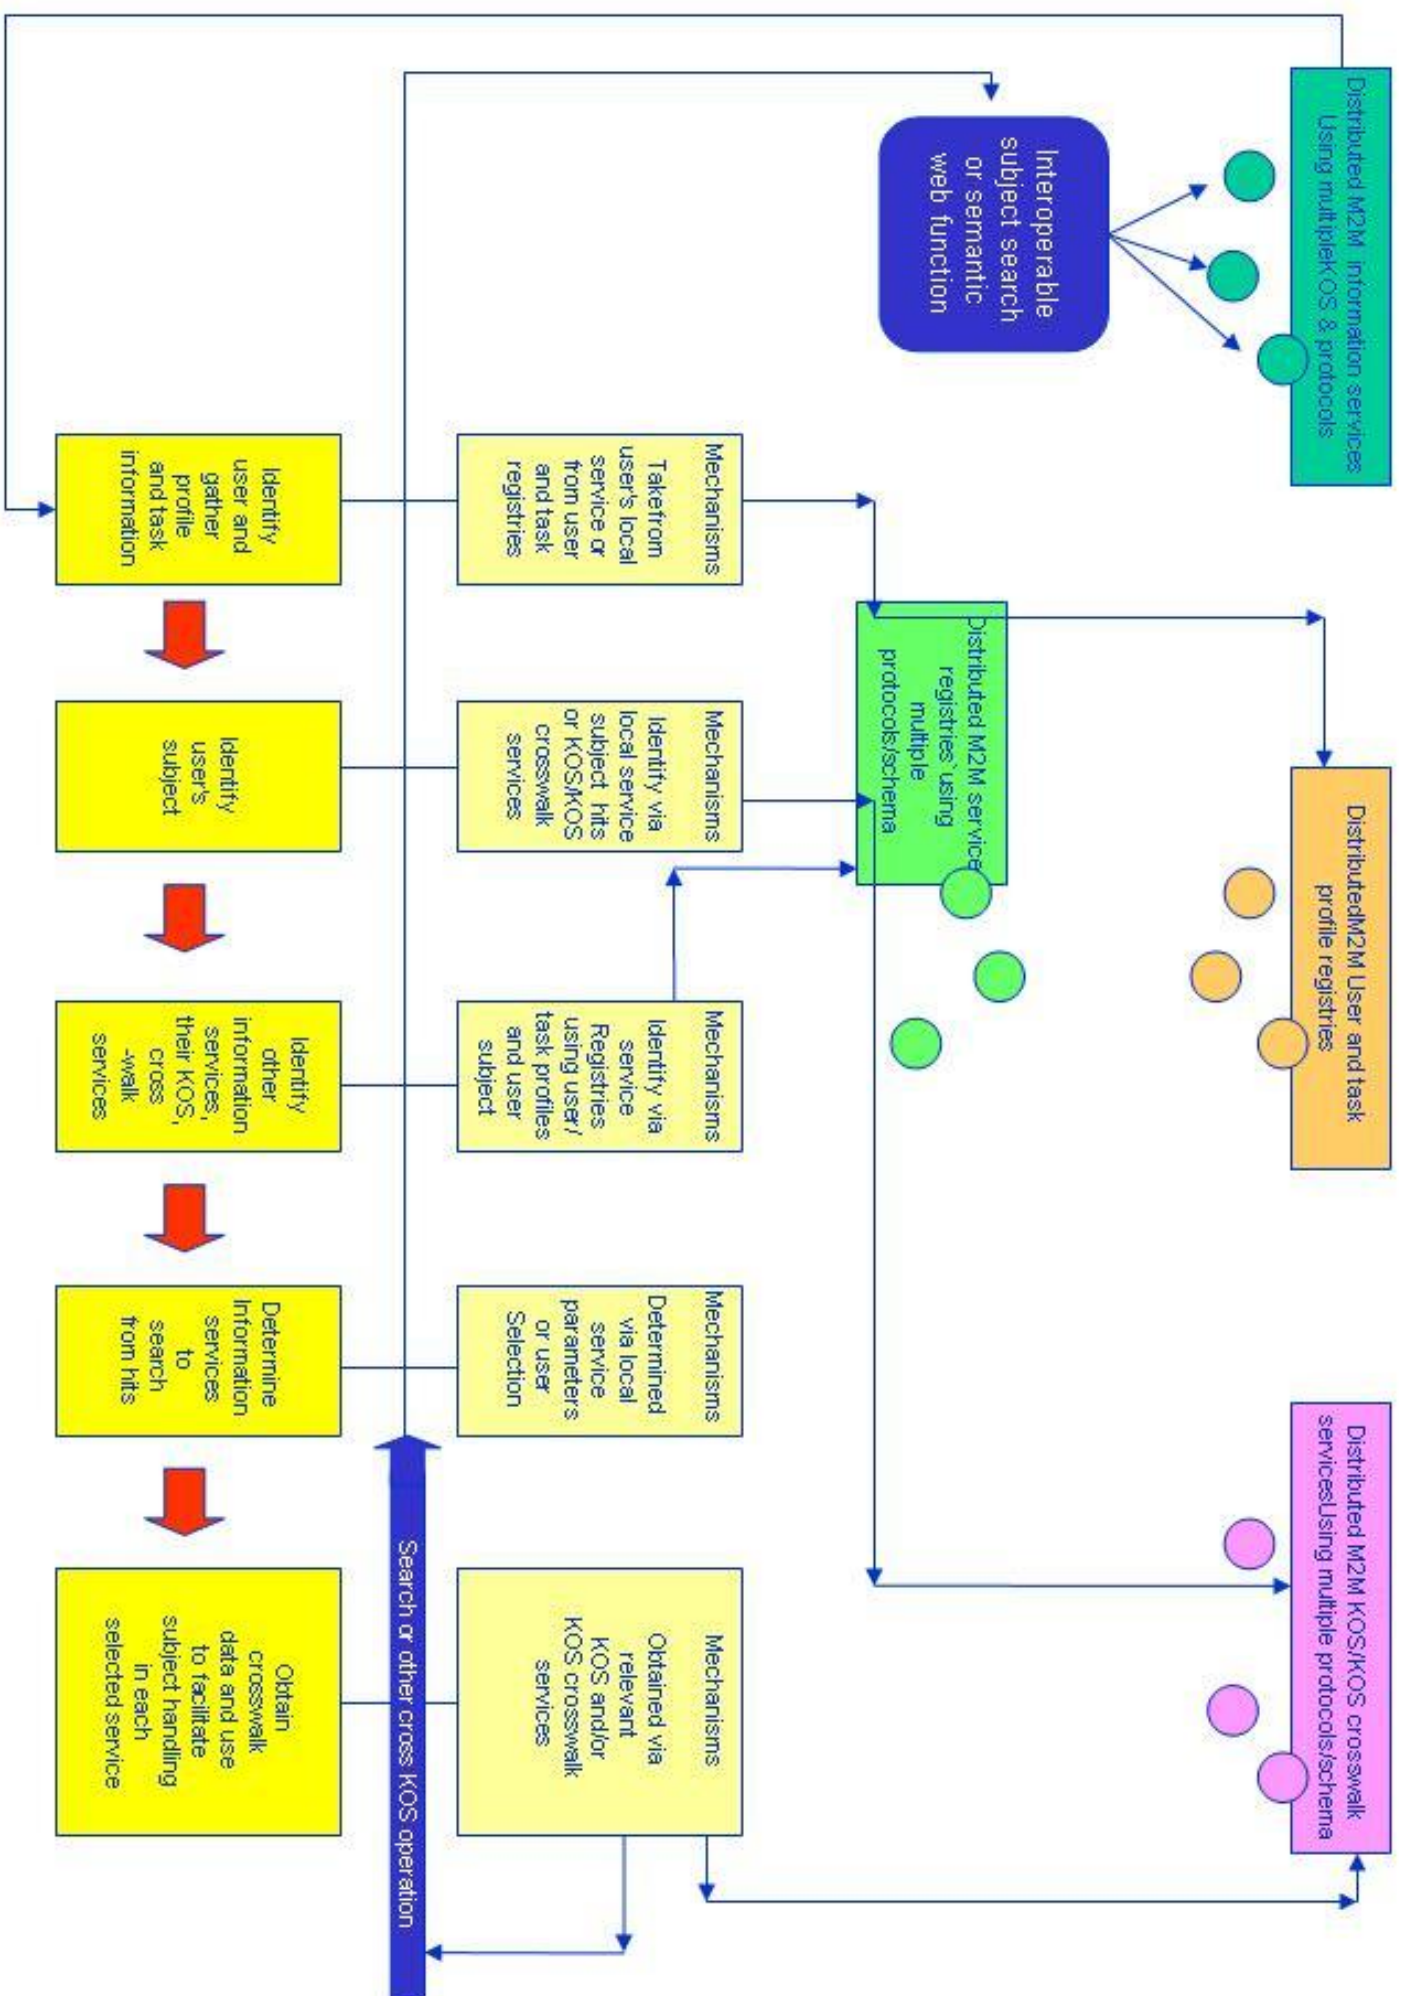 Distributed M2M information services
Using multipleKOS & protocols
DistributedM2M User and task
profile registries
Distributed M2M KOS/KOS crosswalk
servicesUsing multiple protocols/schema
Interoperable
subject search
or semantic
web function
Distributed M2M service
registries' using
multiple
protocols/schema
Mechanisms
Takefrom
user's local
service or
from user
and task
registries
Mechanisms
Identify via
local service
subject hits
or KOS/KOS
crosswalk
services
Mechanisms
Identify via
service
Registries
using user/
task profiles
and user
subject
Mechanisms
Determined
via local
service
parameters
or user
Selection
Mechanisms
Obtained via
relevant
KOS and/or
KOS crosswalk
services
Search or other cross KOS operation
Identify
user and
gather
profile
and task
information
Identify
user's
subject
Identify
other
information
services,
their KOS,
cross
-walk
services
Determine
Information
services
to
search
from hits
Obtain
crosswalk
data and use
to facilitate
subject handling
in each
selected service